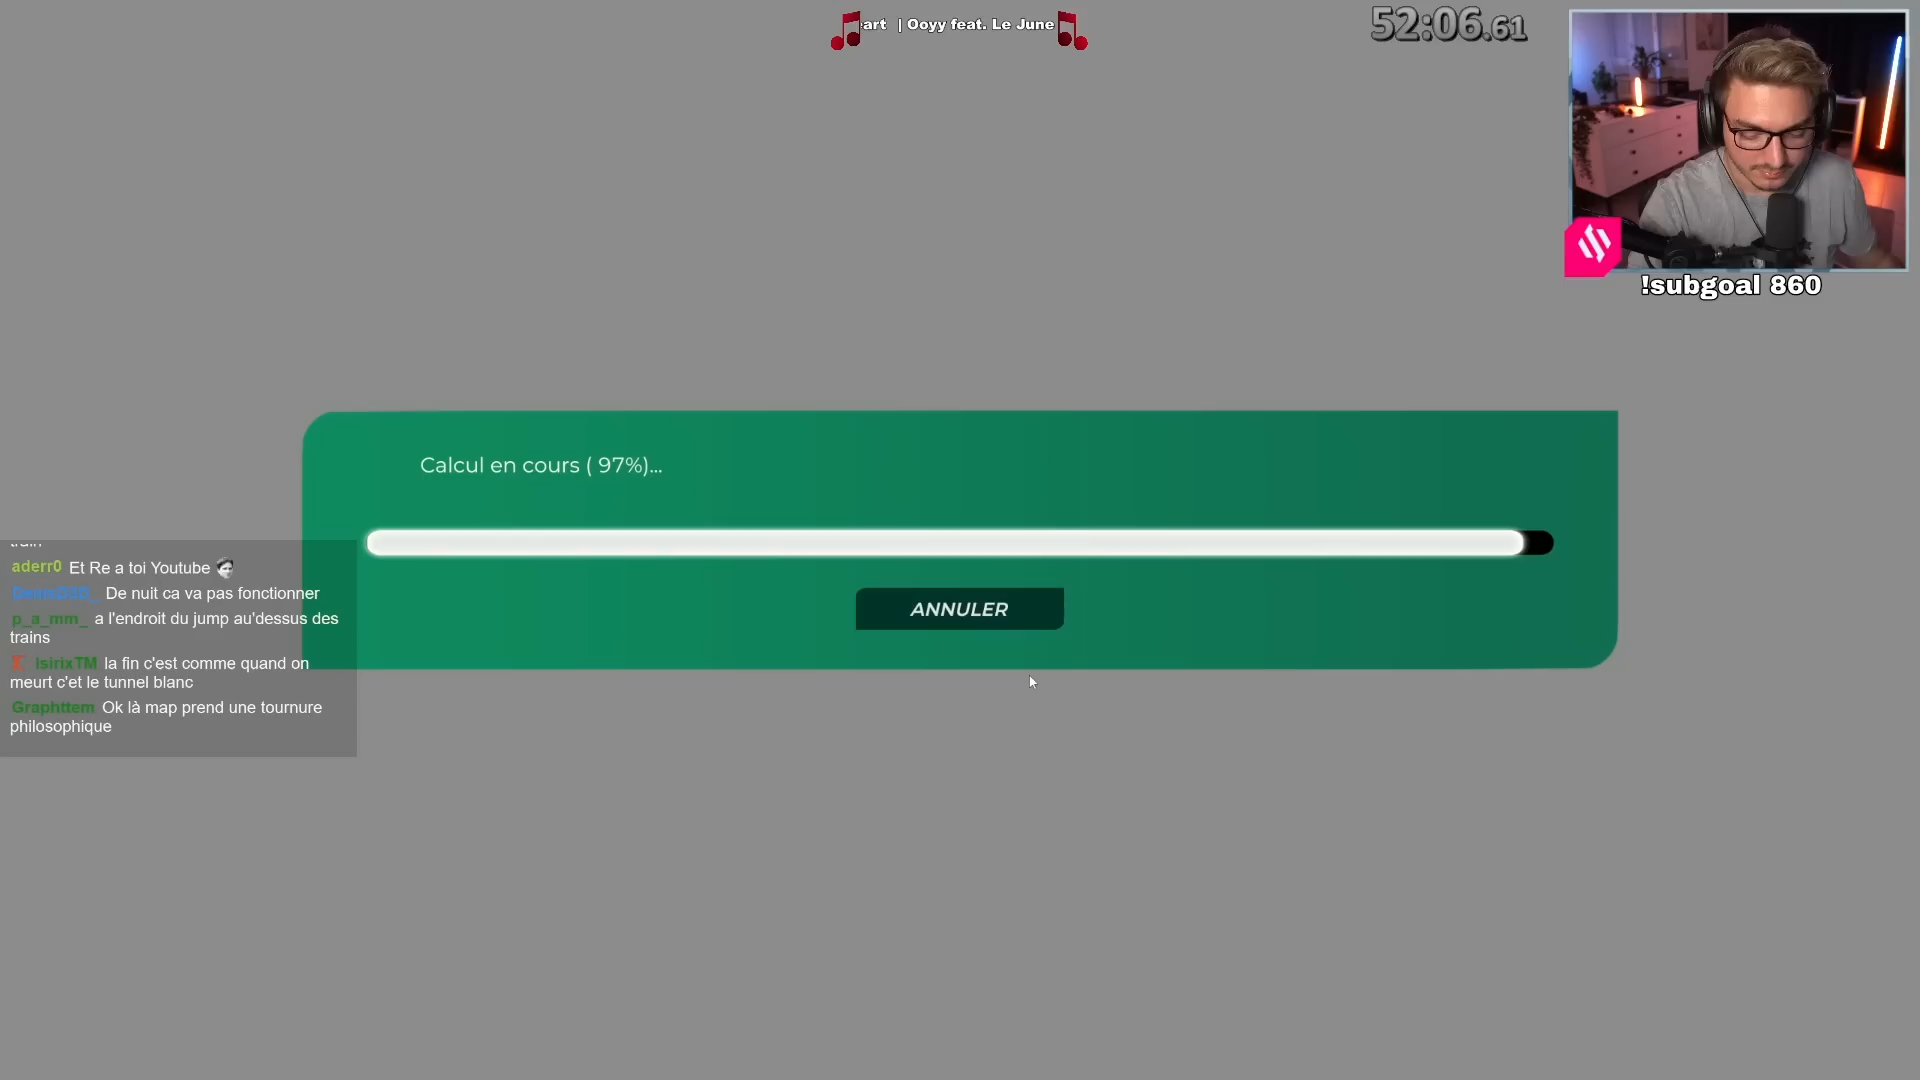 art | Ooyy feat. Le June
52:06.61
!subgoal 860
Calcul en cours ( 97%)...
ANNULER
aderr0 Et Re a toi Youtube
De nuit ca va pas fonctionner
p_a_mm_ a l'endroit du jump au'dessus des
trains
IsirixTM la fin c'est comme quand on
meurt c'et le tunnel blanc
Graphttem Ok là map prend une tournure
philosophique